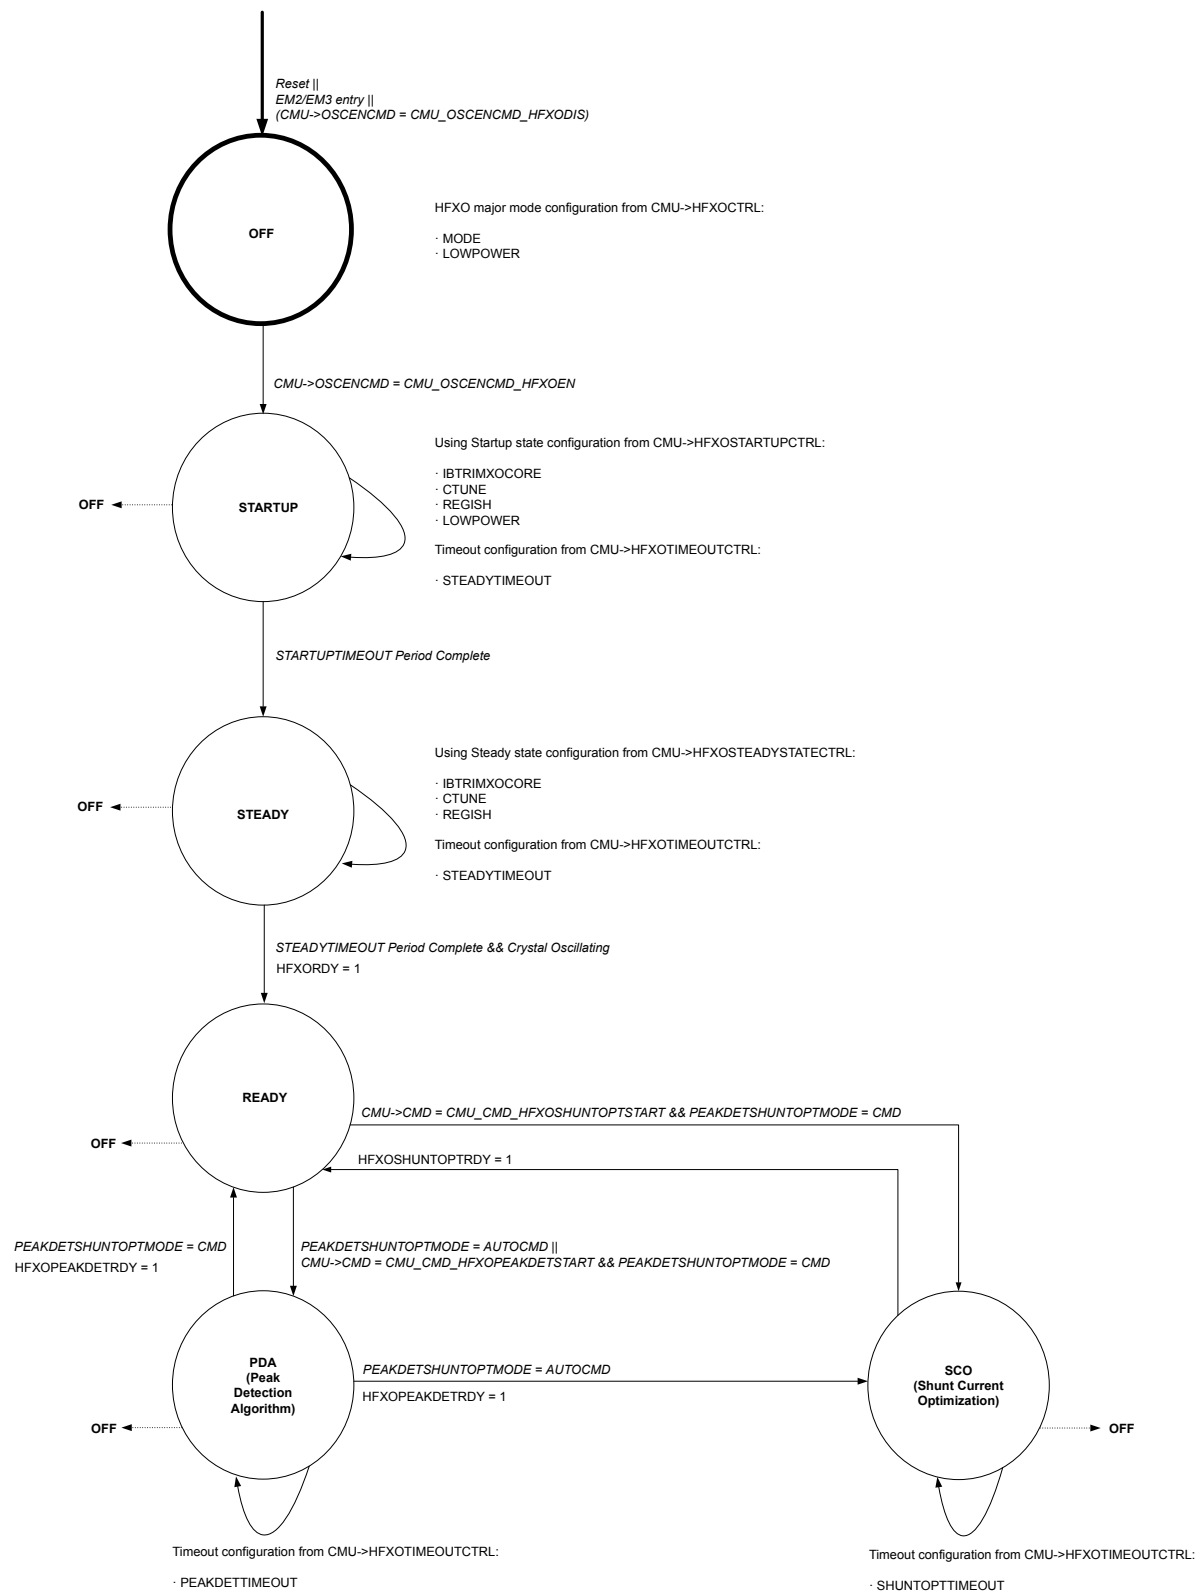 Reset ||
EM2/EM3 entry ||
(CMU->OSCENCMD = CMU_OSCENCMD_HFXODIS)
OFF
HFXO major mode configuration from CMU->HFXOCTRL:
· MODE
· LOWPOWER
CMU->OSCENCMD = CMU_OSCENCMD_HFXOEN
OFF
STARTUP
Using Startup state configuration from CMU->HFXOSTARTUPCTRL:
· IBTRIMXOCORE
· CTUNE
· REGISH
· LOWPOWER
Timeout configuration from CMU->HFXOTIMEOUTCTRL:
· STEADYTIMEOUT
STARTUPTIMEOUT Period Complete
OFF
STEADY
Using Steady state configuration from CMU->HFXOSTEADYSTATECTRL:
· IBTRIMXOCORE
· CTUNE
· REGISH
Timeout configuration from CMU->HFXOTIMEOUTCTRL:
· STEADYTIMEOUT
STEADYTIMEOUT Period Complete && Crystal Oscillating
HFXORDY = 1
READY
OFF
CMU->CMD = CMU_CMD_HFXOSHUNTOPTSTART && PEAKDETSHUNTOPTMODE = CMD
HFXOSHUNTOPTRDY = 1
PEAKDETSHUNTOPTMODE = CMD
HFXOPEAKDETRDY = 1
PEAKDETSHUNTOPTMODE = AUTOCMD ||
CMU->CMD = CMU_CMD_HFXOPEAKDETSTART && PEAKDETSHUNTOPTMODE = CMD
PDA
(Peak
Detection
Algorithm)
OFF
PEAKDETSHUNTOPTMODE = AUTOCMD
HFXOPEAKDETRDY = 1
SCO
(Shunt Current
Optimization)
OFF
Timeout configuration from CMU->HFXOTIMEOUTCTRL:
· PEAKDETTIMEOUT
Timeout configuration from CMU->HFXOTIMEOUTCTRL:
· SHUNTOPTTIMEOUT